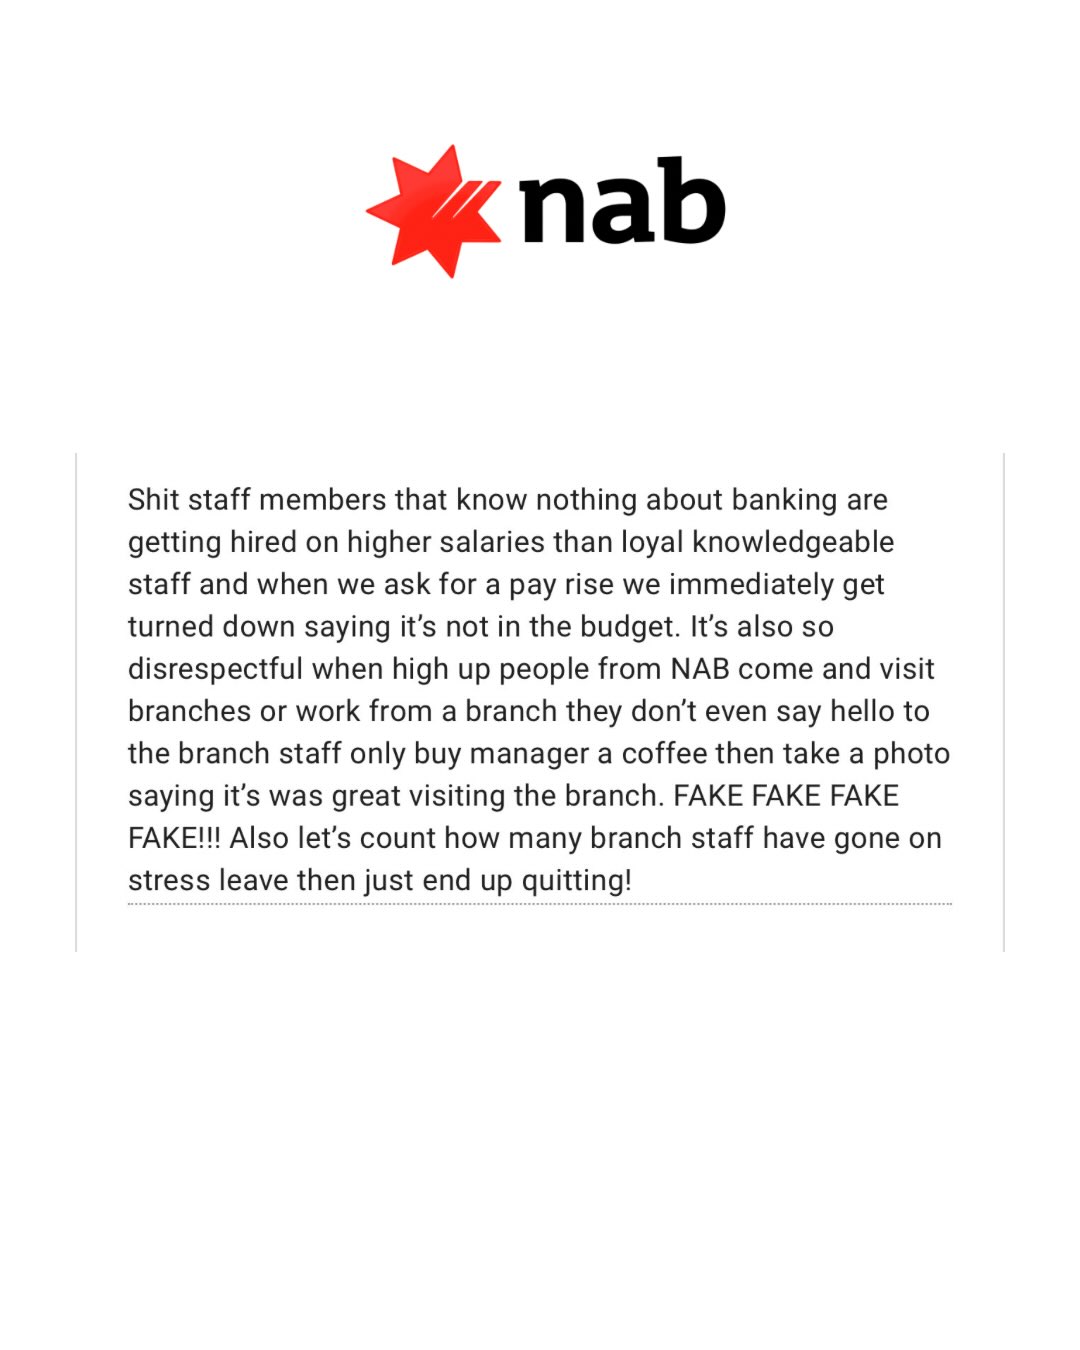 nab
Shit staff members that know nothing about banking are
getting hired on higher salaries than loyal knowledgeable
staff and when we ask for a pay rise we immediately get
turned down saying it’s not in the budget. It’s also so
disrespectful when high up people from NAB come and visit
branches or work from a branch they don’t even say hello to
the branch staff only buy manager a coffee then take a photo
saying it’s was great visiting the branch. FAKE FAKE FAKE
FAKE!!! Also let’s count how many branch staff have gone on
stress leave then just end up quitting!